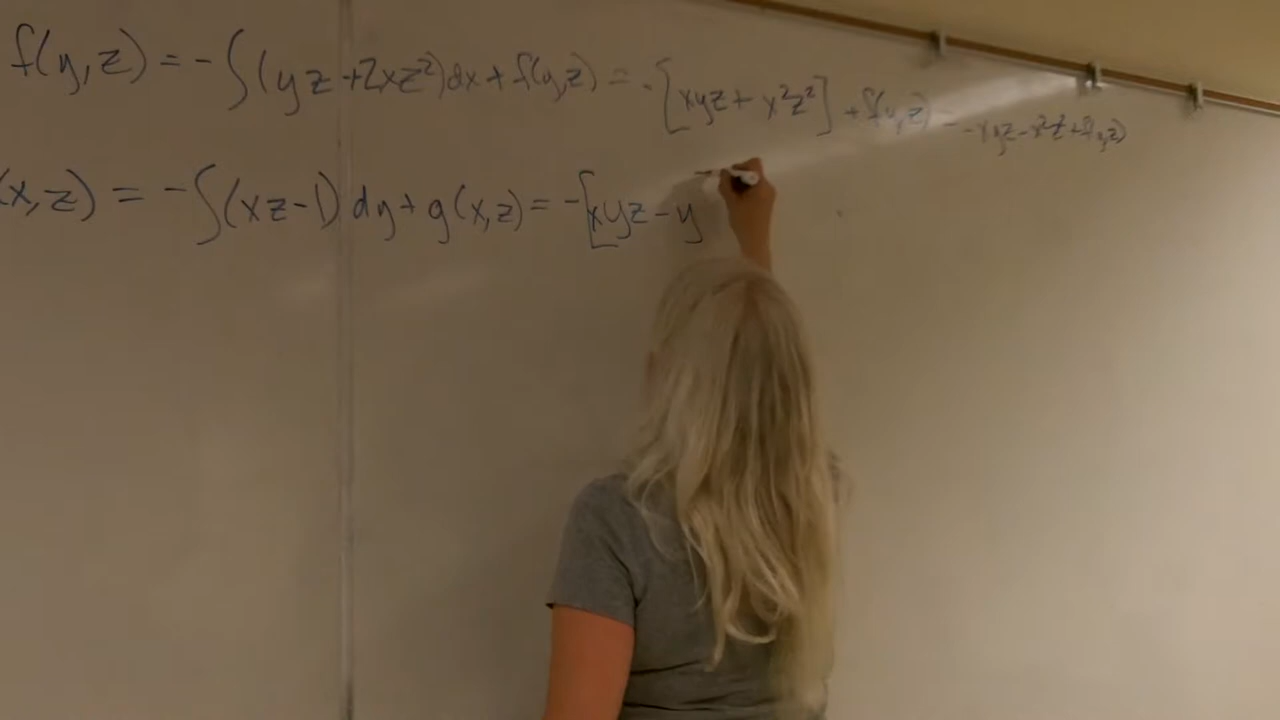 f(y,z) = -∫(yz+2xz²)dx + f(y,z) = -[xyz + x²z²] + f(y,z) = -xyz-x²z²+f(y,z)
(x,z) = -∫(xz-1)dy + g(x,z) = -[xyz-y